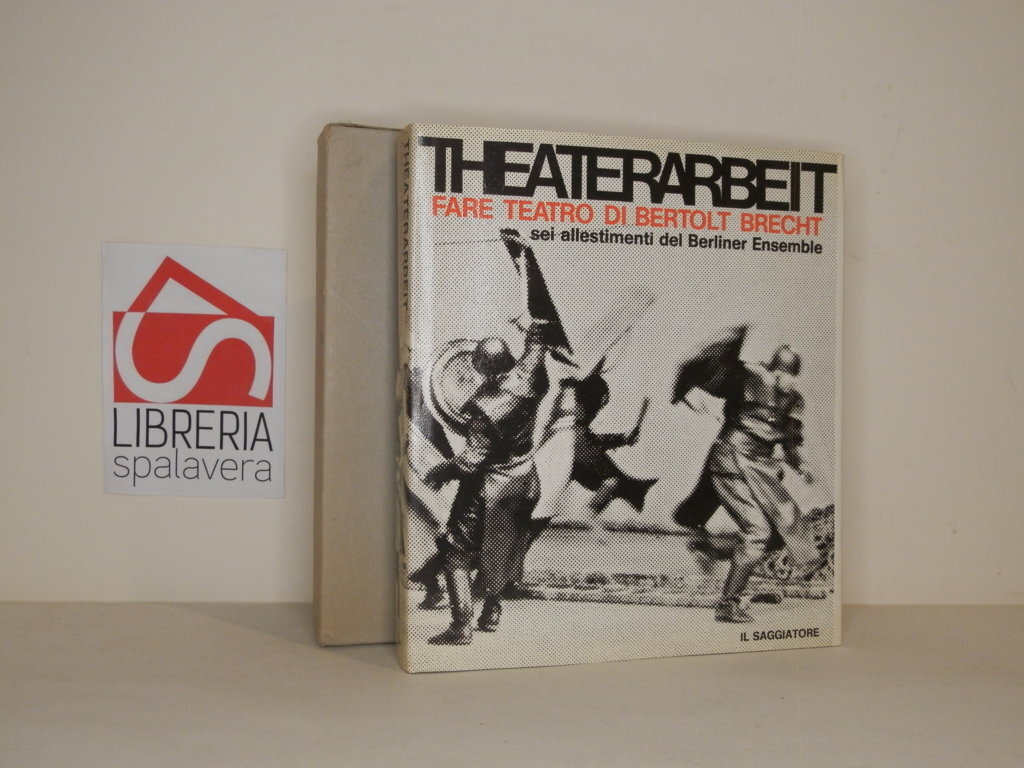 THEATERARBEIT
FARE TEATRO DI BERTOLT BRECHT
sei allestimenti del Berliner Ensemble
IL SAGGIATORE
THEATERARBEIT
LIBRERIA
spalavera